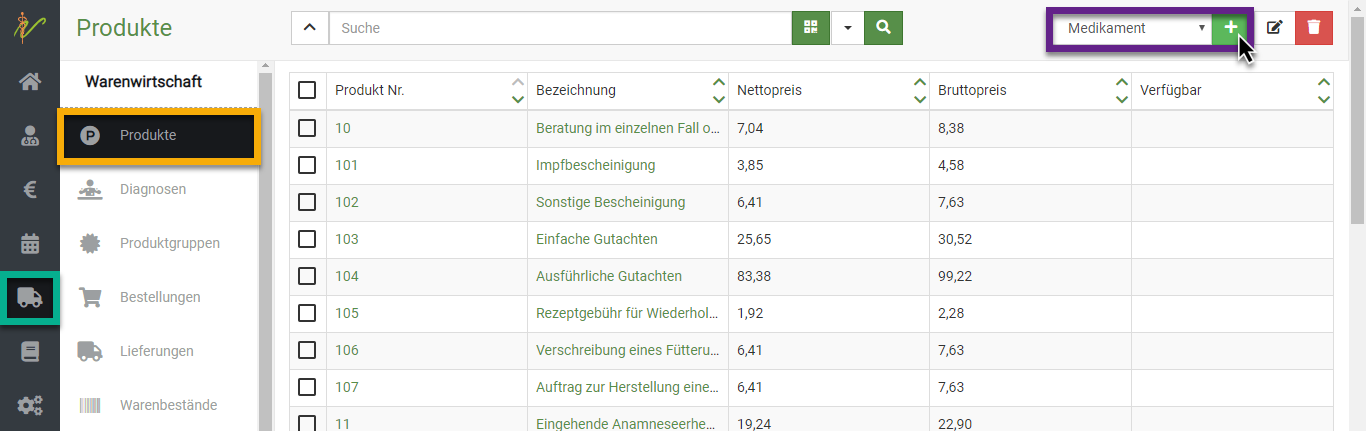 Produkte
Suche
Medikament
Warenwirtschaft
Produkte
Diagnosen
Produktgruppen
Bestellungen
Lieferungen
Warenbestände
Produkt Nr. Bezeichnung Nettopreis Bruttopreis Verfügbar
10 Beratung im einzelnen Fall o... 7,04 8,38
101 Impfbescheinigung 3,85 4,58
102 Sonstige Bescheinigung 6,41 7,63
103 Einfache Gutachten 25,65 30,52
104 Ausführliche Gutachten 83,38 99,22
105 Rezeptgebühr für Wiederhol... 1,92 2,28
106 Verschreibung eines Fütteru... 6,41 7,63
107 Auftrag zur Herstellung eine... 6,41 7,63
11 Eingehende Anamneseerhe... 19,24 22,90